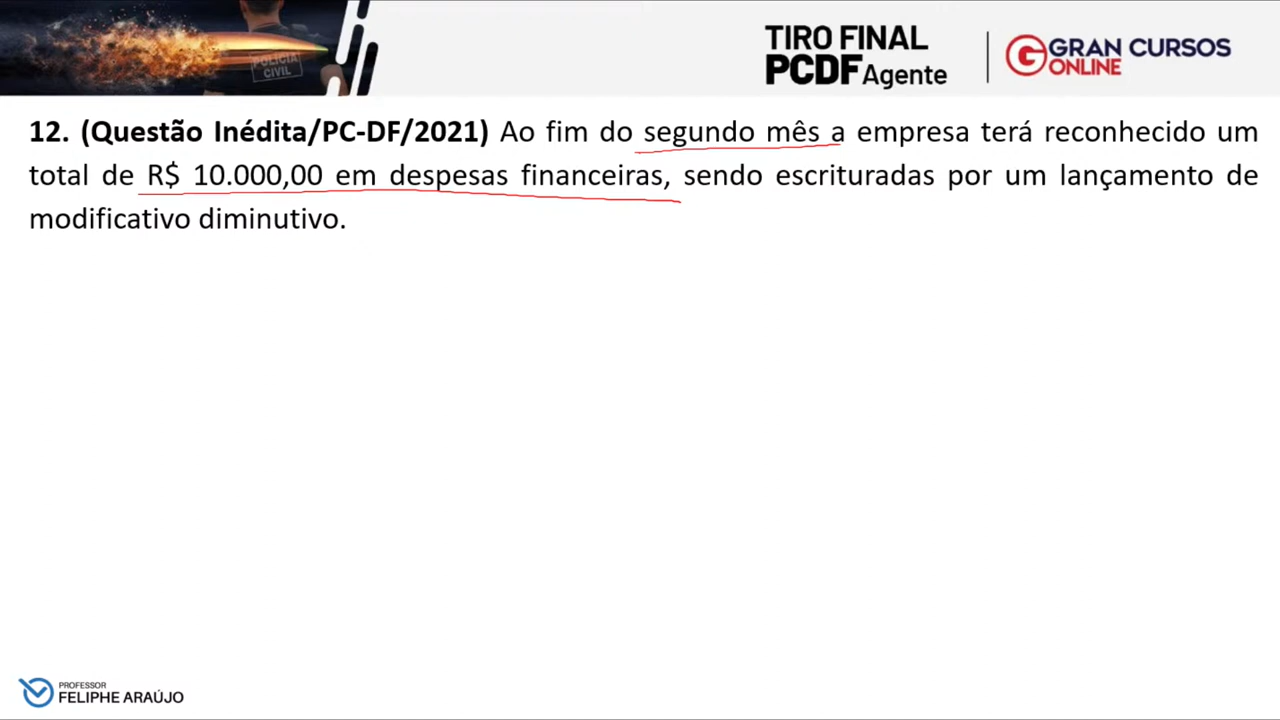 POLÍCIA
CIVIL
TIRO FINAL
PCDF Agente
GRAN CURSOS
ONLINE
12. (Questão Inédita/PC-DF/2021) Ao fim do segundo mês a empresa terá reconhecido um
total de R$ 10.000,00 em despesas financeiras, sendo escrituradas por um lançamento de
modificativo diminutivo.
PROFESSOR
FELIPHE ARAÚJO